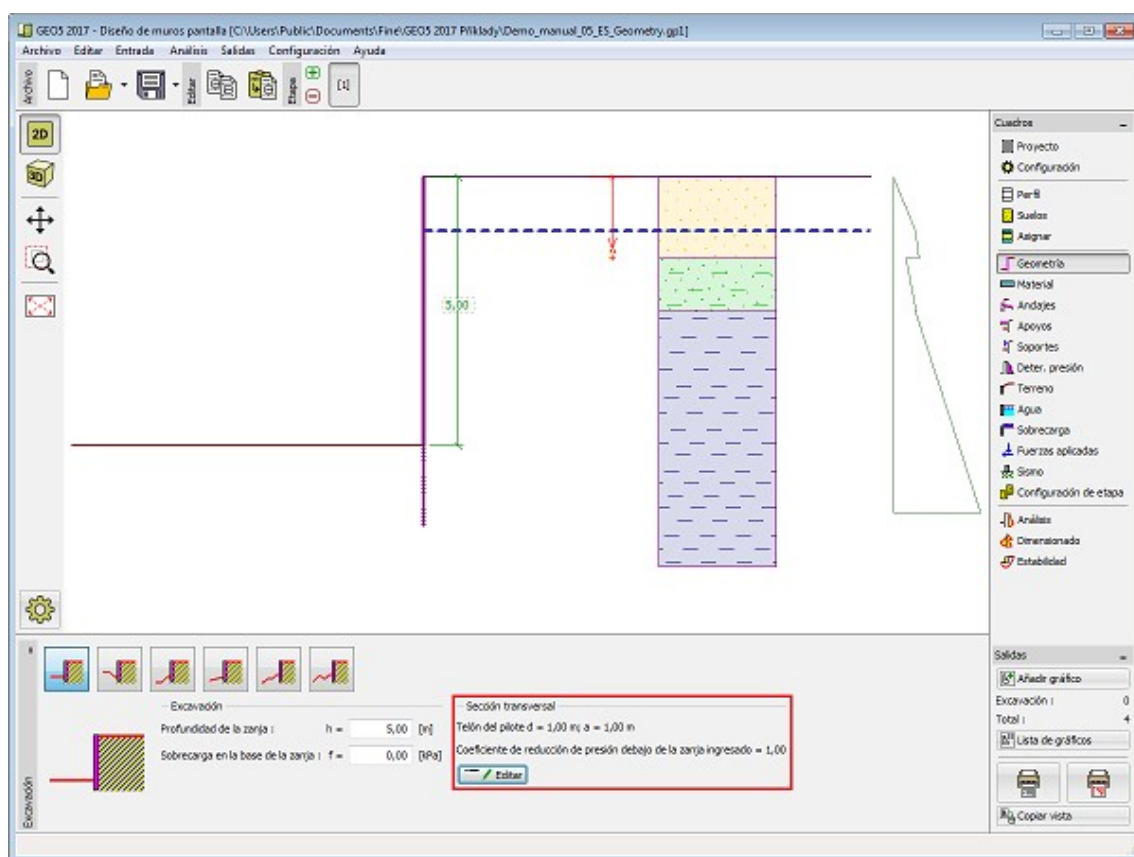 GEO5 2017 - Diseño de muros pantalla [C:\Users\Public\Documents\Fine\GEO5 2017 Příklady\Demo_manual_05_ES_Geometry.gp1]
Archivo Editar Entrada Análisis Salidas Configuración Ayuda
Archivo
Editar
Etapa
[1]
2D
3D
5,00
Cuadros
Proyecto
Configuración
Perfil
Suelos
Asignar
Geometría
Material
Andajes
Apoyos
Soportes
Deter. presión
Terreno
Agua
Sobrecarga
Fuerzas aplicadas
Sismo
Configuración de etapa
Análisis
Dimensionado
Estabilidad
Excavación
Excavación
Profundidad de la zanja : h = 5,00 [m]
Sobrecarga en la base de la zanja : f = 0,00 [kPa]
Sección transversal
Telón del pilote d = 1,00 m; a = 1,00 m
Coeficiente de reducción de presión debajo de la zanja ingresado = 1,00
Editar
Salidas
Añadir gráfico
Excavación : 0
Total : 4
Lista de gráficos
Copiar vista